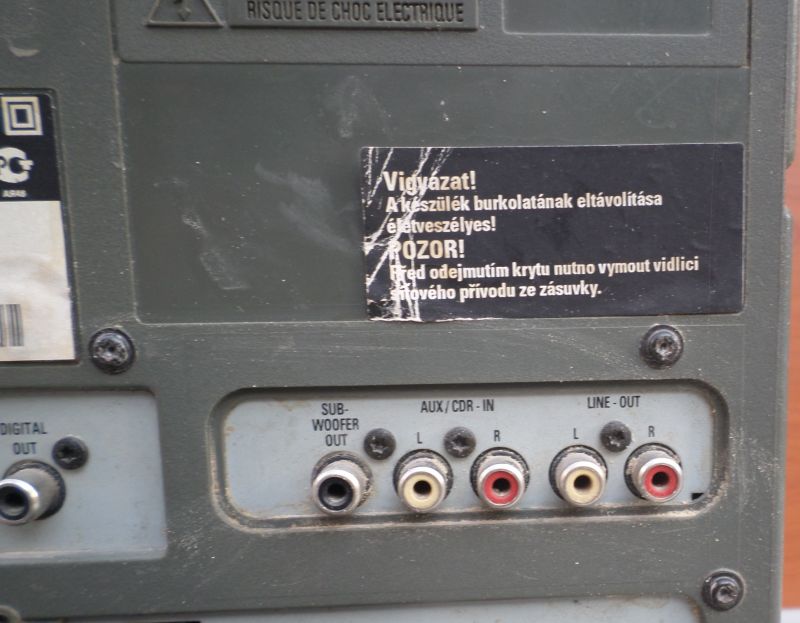 RISQUE DE CHOC ELECTRIQUE
Vigyázat!
A készülék burkolatának eltávolítása
életveszélyes!
POZOR!
Před odejmutím krytu nutno vymout vidlici
síťového přívodu ze zásuvky.
DIGITAL
OUT
SUB-
WOOFER
OUT
AUX / CDR - IN
L
R
LINE - OUT
L
R